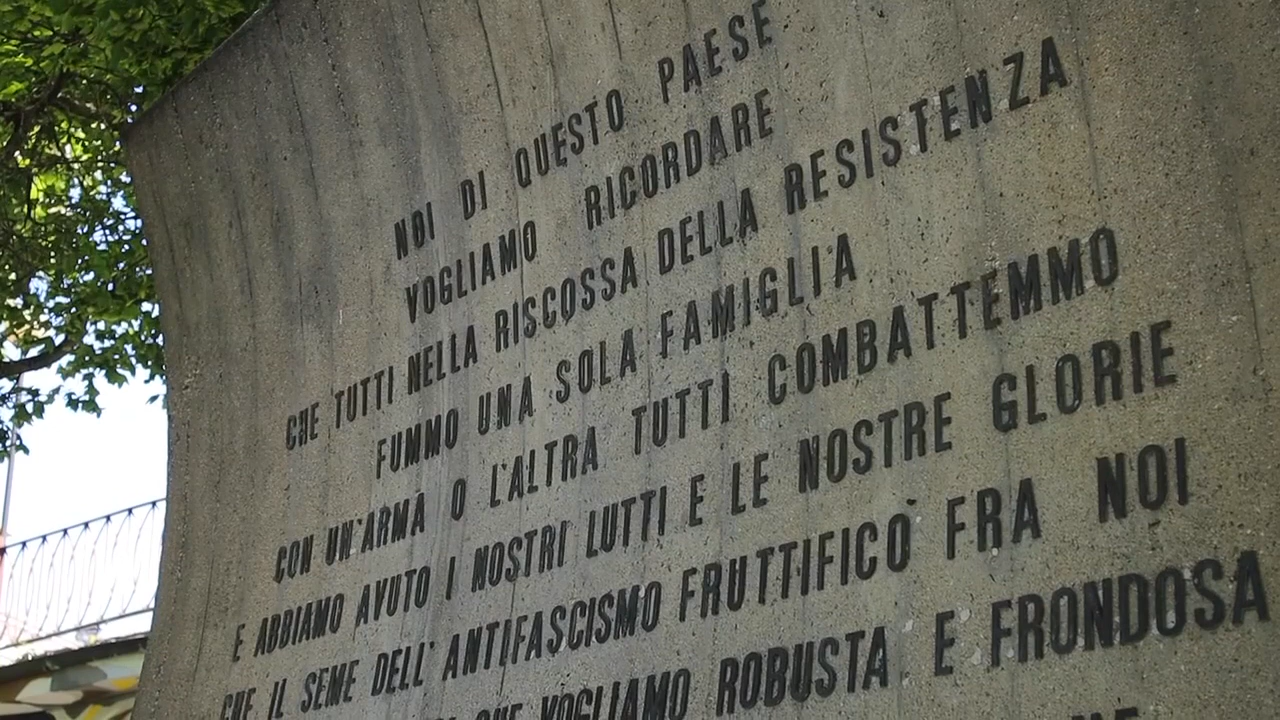 NOI DI QUESTO PAESE
VOGLIAMO RICORDARE
CHE TUTTI NELLA RISCOSSA DELLA RESISTENZA
FUMMO UNA SOLA FAMIGLIA
CON UN'ARMA O L'ALTRA TUTTI COMBATTEMMO
E ABBIAMO AVUTO I NOSTRI LUTTI E LE NOSTRE GLORIE
CHE IL SEME DELL'ANTIFASCISMO FRUTTIFICÒ FRA NOI
CHE VOGLIAMO ROBUSTA E FRONDOSA